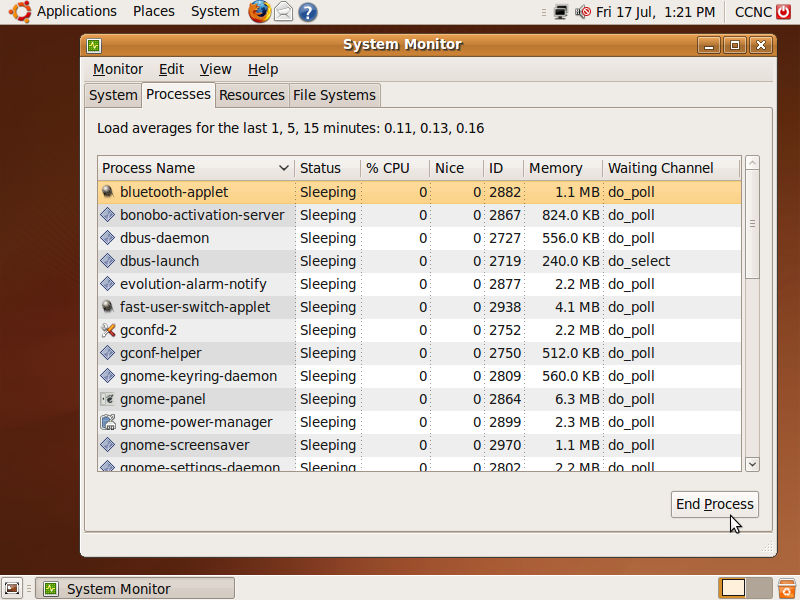 Applications Places System Fri 17 Jul, 1:21 PM CCNC
System Monitor
Monitor Edit View Help
System Processes Resources File Systems
Load averages for the last 1, 5, 15 minutes: 0.11, 0.13, 0.16
Process Name Status % CPU Nice ID Memory Waiting Channel
bluetooth-applet Sleeping 0 0 2882 1.1 MB do_poll
bonobo-activation-server Sleeping 0 0 2867 824.0 KB do_poll
dbus-daemon Sleeping 0 0 2727 556.0 KB do_poll
dbus-launch Sleeping 0 0 2719 240.0 KB do_select
evolution-alarm-notify Sleeping 0 0 2877 2.2 MB do_poll
fast-user-switch-applet Sleeping 0 0 2938 4.1 MB do_poll
gconfd-2 Sleeping 0 0 2752 2.2 MB do_poll
gconf-helper Sleeping 0 0 2750 512.0 KB do_poll
gnome-keyring-daemon Sleeping 0 0 2809 560.0 KB do_poll
gnome-panel Sleeping 0 0 2864 6.3 MB do_poll
gnome-power-manager Sleeping 0 0 2899 2.3 MB do_poll
gnome-screensaver Sleeping 0 0 2970 1.1 MB do_poll
gnome-settings-daemon Sleeping 0 0 2802 2.2 MB do_poll
End Process
System Monitor